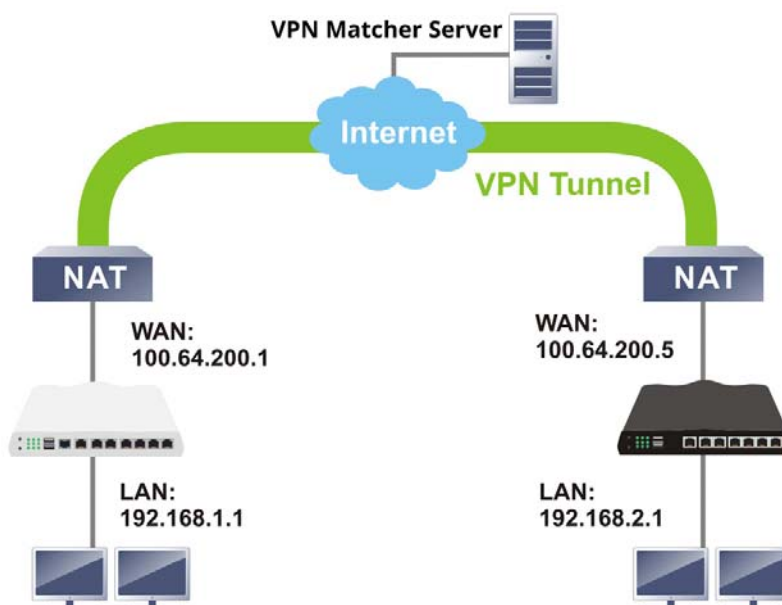 VPN Matcher Server
Internet
VPN Tunnel
NAT
NAT
WAN:
100.64.200.1
WAN:
100.64.200.5
LAN:
192.168.1.1
LAN:
192.168.2.1